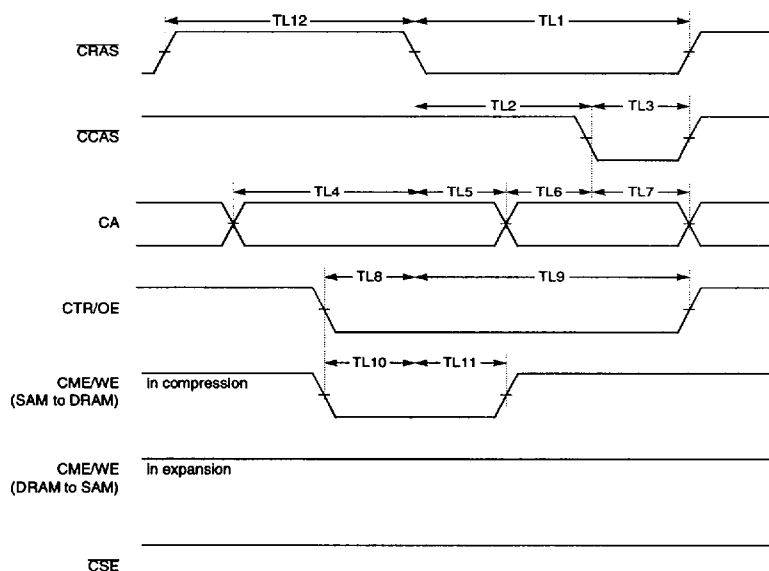 TL12 TL1
CRAS
TL2 TL3
CCAS
TL4 TL5 TL6 TL7
CA
TL8 TL9
CTR/OE
TL10 TL11
CME/WE in compression
(SAM to DRAM)
CME/WE in expansion
(DRAM to SAM)
CSE